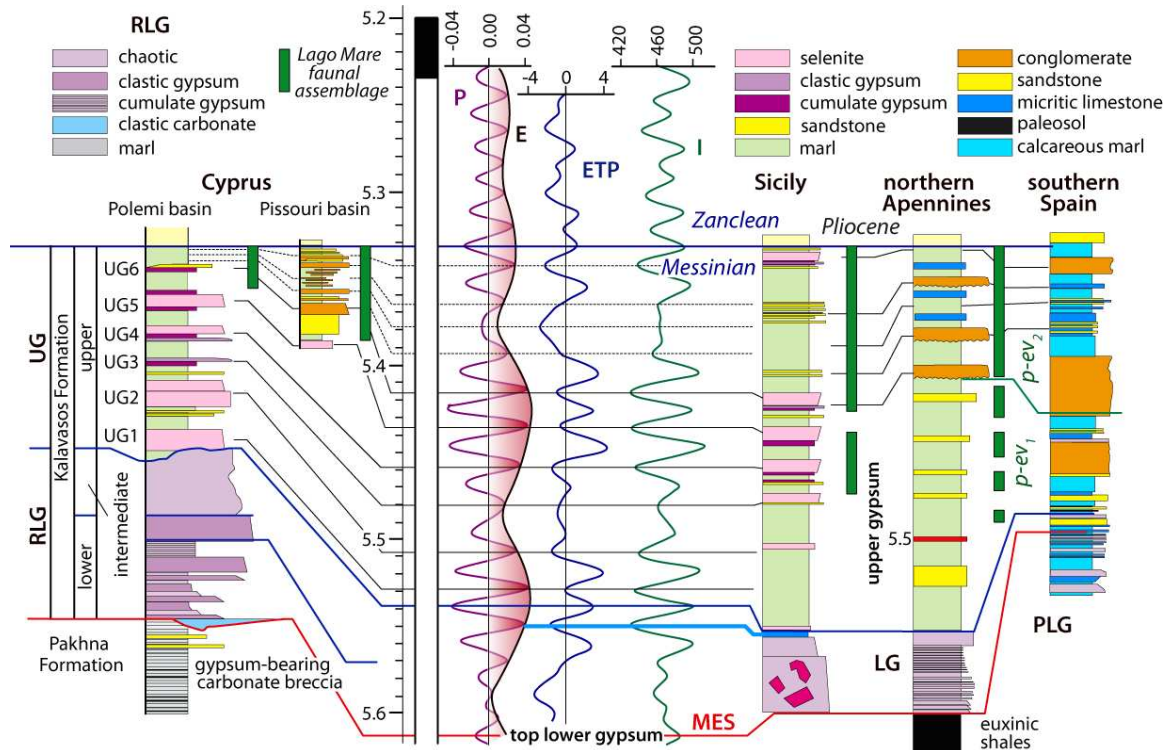 RLG
chaotic
clastic gypsum
cumulate gypsum
clastic carbonate
marl
Lago Mare
faunal
assemblage
5.2
5.3
5.4
5.5
5.6
-0.04
0.00
0.04
-4
0
4
420
460
500
P
E
ETP
I
selenite
clastic gypsum
cumulate gypsum
sandstone
marl
conglomerate
sandstone
micritic limestone
paleosol
calcareous marl
Cyprus
Polemi basin
Pissouri basin
Sicily
northern
Apennines
southern
Spain
Zanclean
Pliocene
Messinian
UG
RLG
Kalavasos Formation
upper
intermediate
lower
UG6
UG5
UG4
UG3
UG2
UG1
Pakhna
Formation
gypsum-bearing
carbonate breccia
top lower gypsum
MES
upper gypsum
5.5
p-ev2
p-ev1
LG
PLG
euxinic
shales